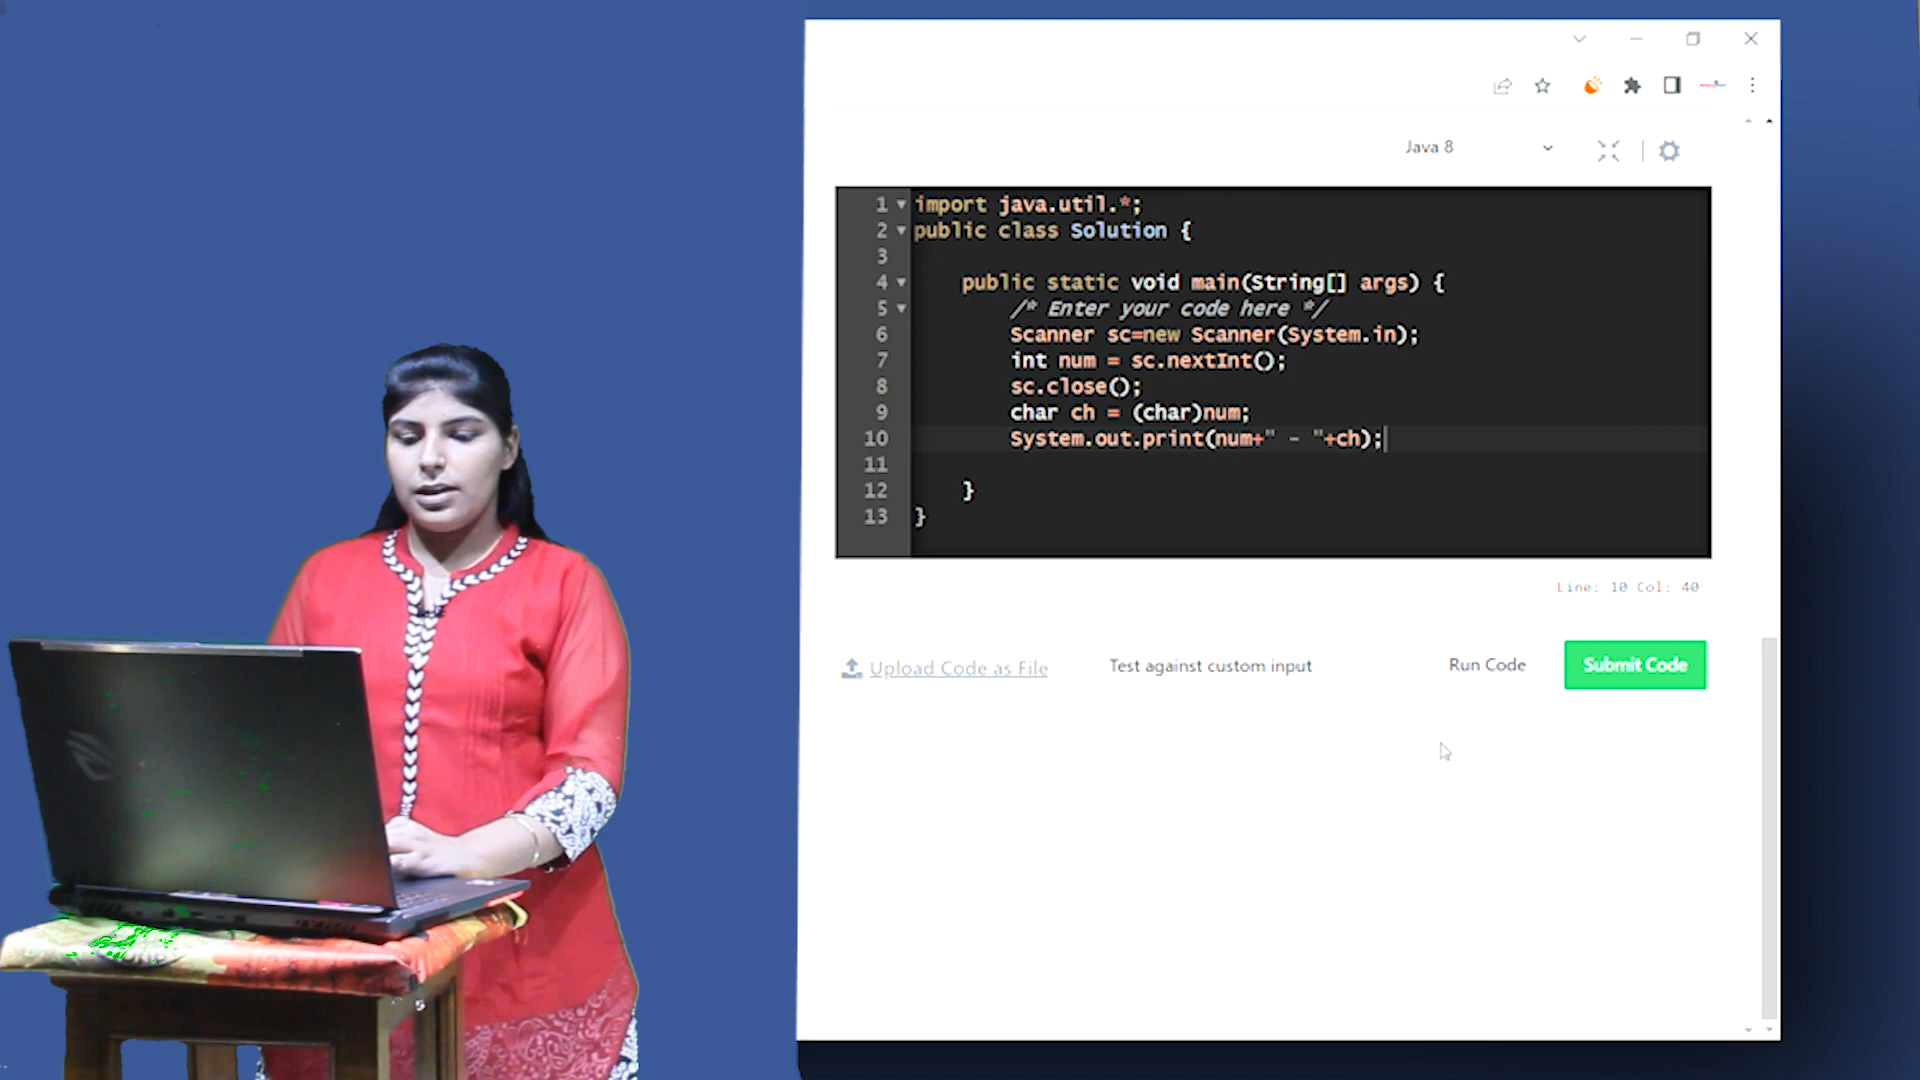 Java 8
1 import java.util.*;
2 public class Solution {
3
4 public static void main(String[] args) {
5 /* Enter your code here */
6 Scanner sc=new Scanner(System.in);
7 int num = sc.nextInt();
8 sc.close();
9 char ch = (char)num;
10 System.out.print(num+" - "+ch);
11
12 }
13 }
Line: 10 Col: 40
Upload Code as File Test against custom input Run Code Submit Code